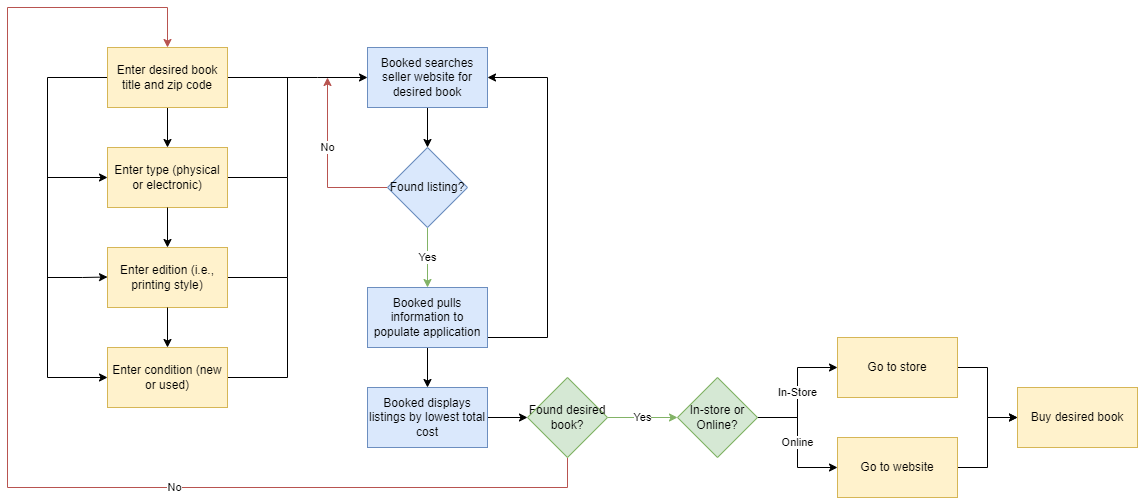 Enter desired book
title and zip code
Enter type (physical
or electronic)
Enter edition (i.e.,
printing style)
Enter condition (new
or used)
Booked searches
seller website for
desired book
No
Found listing?
Yes
Booked pulls
information to
populate application
Booked displays
listings by lowest total
cost
Found desired
book?
No
Yes
In-store or
Online?
In-Store
Online
Go to store
Go to website
Buy desired book